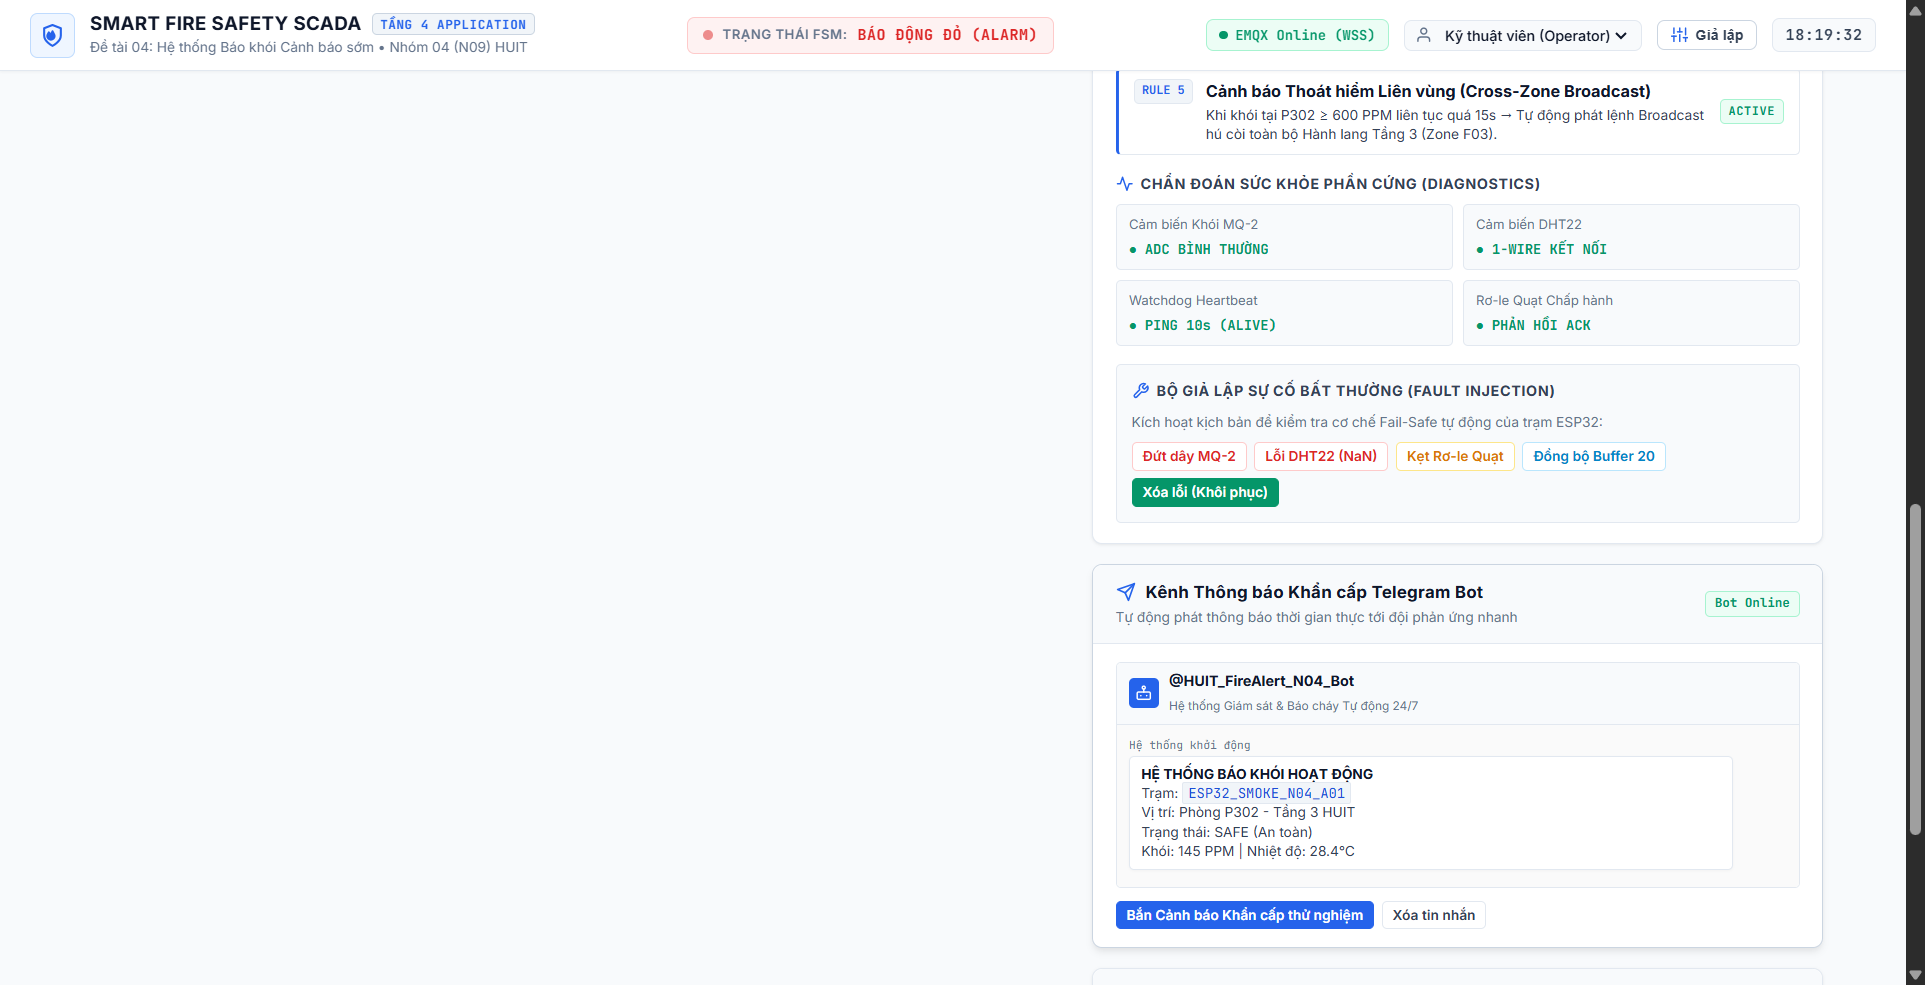 SMART FIRE SAFETY SCADA
TẦNG 4 APPLICATION
Đề tài 04: Hệ thống Báo khói Cảnh báo sớm • Nhóm 04 (N09) HUIT
TRẠNG THÁI FSM: BÁO ĐỘNG ĐỎ (ALARM)
EMQX Online (WSS)
Kỹ thuật viên (Operator)
Giả lập
18:19:32
RULE 5
Cảnh báo Thoát hiểm Liên vùng (Cross-Zone Broadcast)
Khi khói tại P302 ≥ 600 PPM liên tục quá 15s → Tự động phát lệnh Broadcast
hú còi toàn bộ Hành lang Tầng 3 (Zone F03).
ACTIVE
CHẨN ĐOÁN SỨC KHỎE PHẦN CỨNG (DIAGNOSTICS)
Cảm biến Khói MQ-2
ADC BÌNH THƯỜNG
Cảm biến DHT22
1-WIRE KẾT NỐI
Watchdog Heartbeat
PING 10s (ALIVE)
Rơ-le Quạt Chấp hành
PHẢN HỒI ACK
BỘ GIẢ LẬP SỰ CỐ BẤT THƯỜNG (FAULT INJECTION)
Kích hoạt kịch bản để kiểm tra cơ chế Fail-Safe tự động của trạm ESP32:
Đứt dây MQ-2
Lỗi DHT22 (NaN)
Kẹt Rơ-le Quạt
Đồng bộ Buffer 20
Xóa lỗi (Khôi phục)
Kênh Thông báo Khẩn cấp Telegram Bot
Tự động phát thông báo thời gian thực tới đội phản ứng nhanh
Bot Online
@HUIT_FireAlert_N04_Bot
Hệ thống Giám sát & Báo cháy Tự động 24/7
Hệ thống khởi động
HỆ THỐNG BÁO KHÓI HOẠT ĐỘNG
Trạm: ESP32_SMOKE_N04_A01
Vị trí: Phòng P302 - Tầng 3 HUIT
Trạng thái: SAFE (An toàn)
Khói: 145 PPM | Nhiệt độ: 28.4°C
Bắn Cảnh báo Khẩn cấp thử nghiệm
Xóa tin nhắn